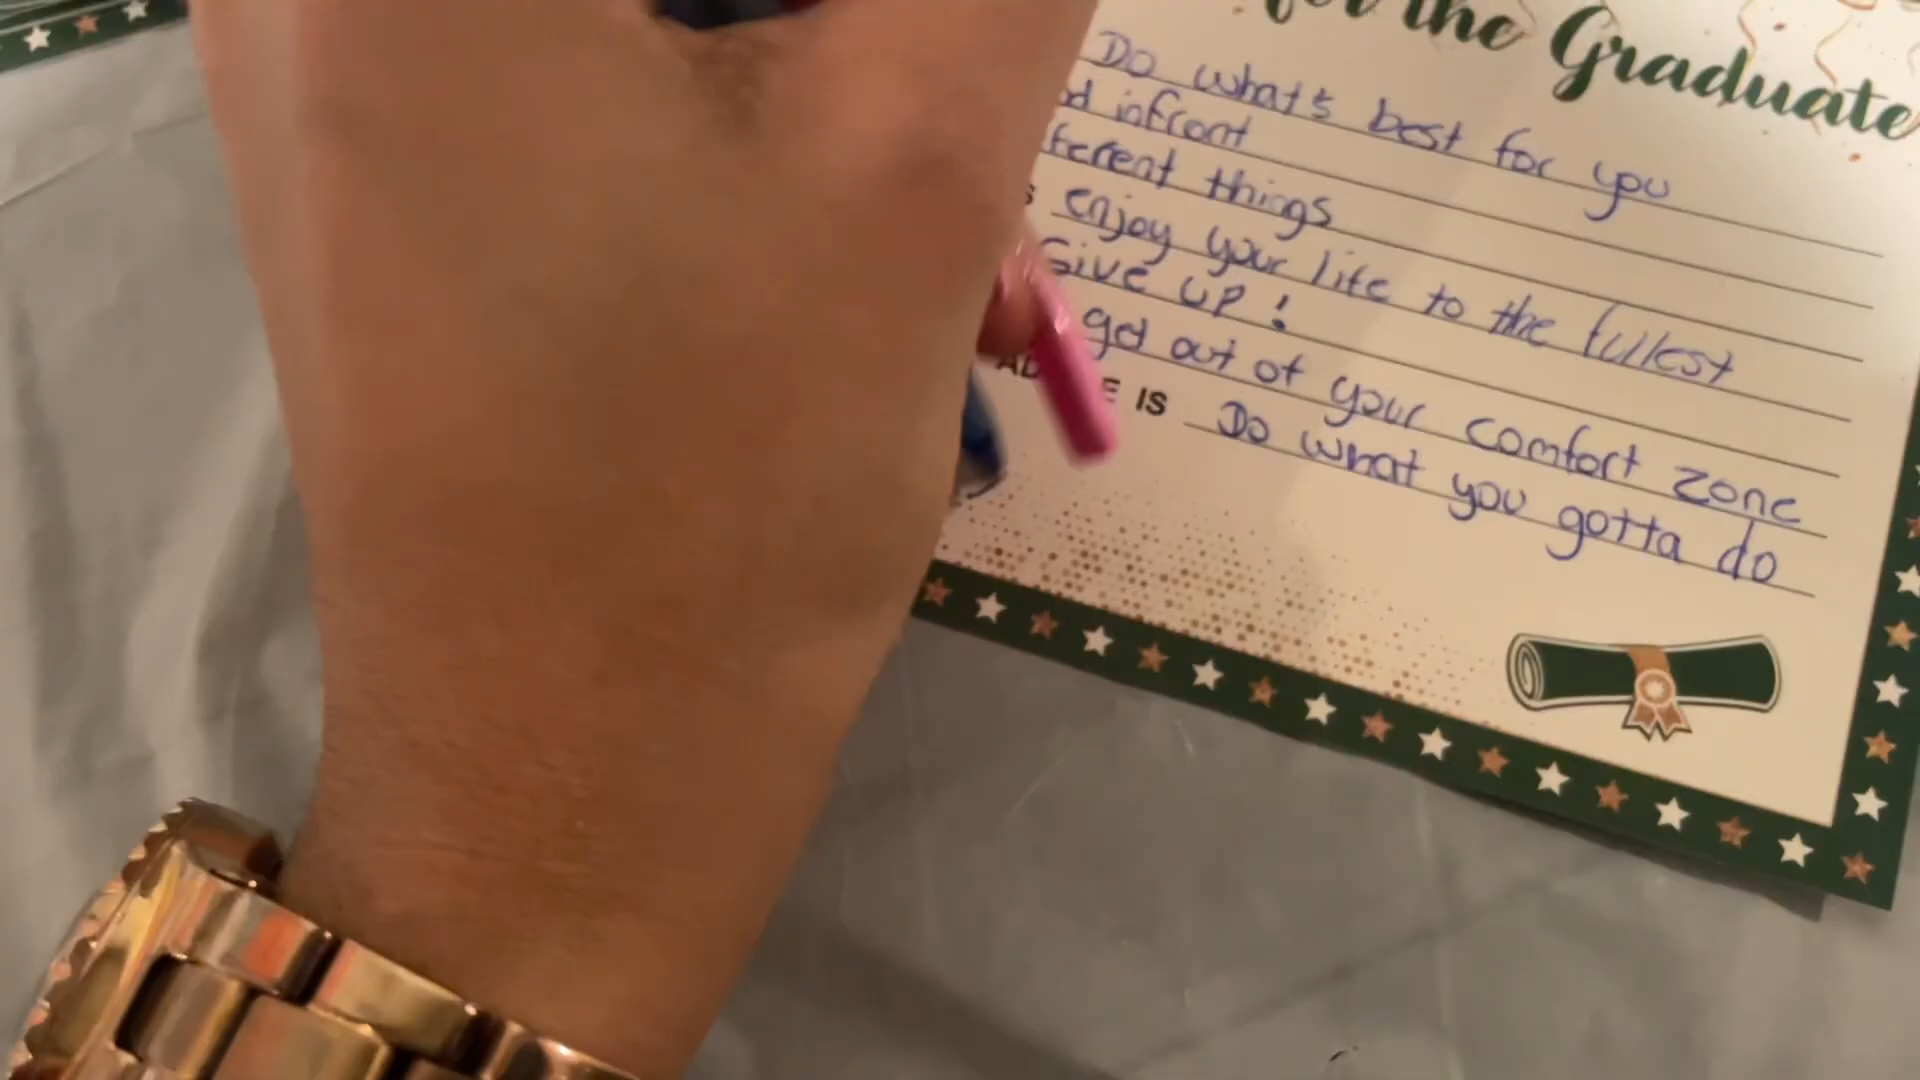 for the Graduate
Do what's best for you
infront
things
enjoy your life to the fullest
Give up!
get out of your comfort zone
IS Do what you gotta do